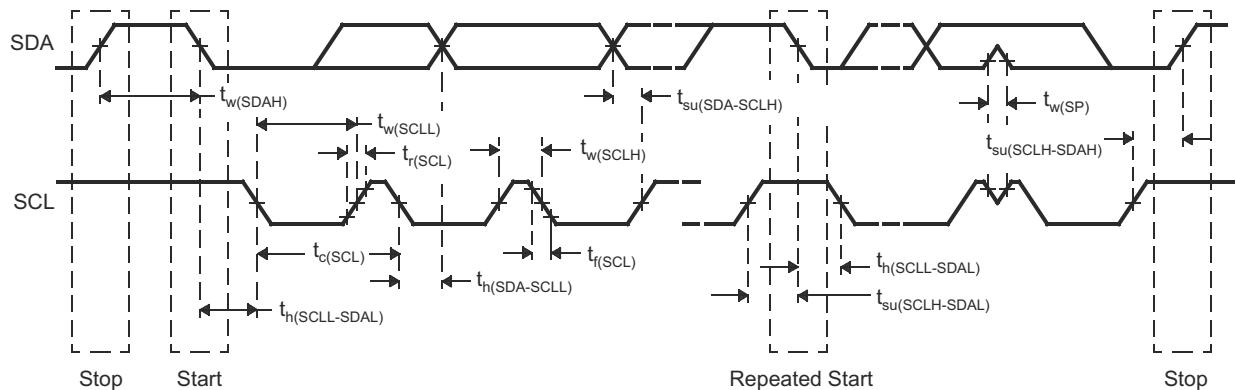 SDA
t_w(SDAH)
t_su(SDA-SCLH)
t_w(SP)
t_w(SCLL)
t_r(SCL)
t_w(SCLH)
t_su(SCLH-SDAH)
SCL
t_c(SCL)
t_f(SCL)
t_h(SCLL-SDAL)
t_h(SDA-SCLL)
t_su(SCLH-SDAL)
t_h(SCLL-SDAL)
Stop
Start
Repeated Start
Stop